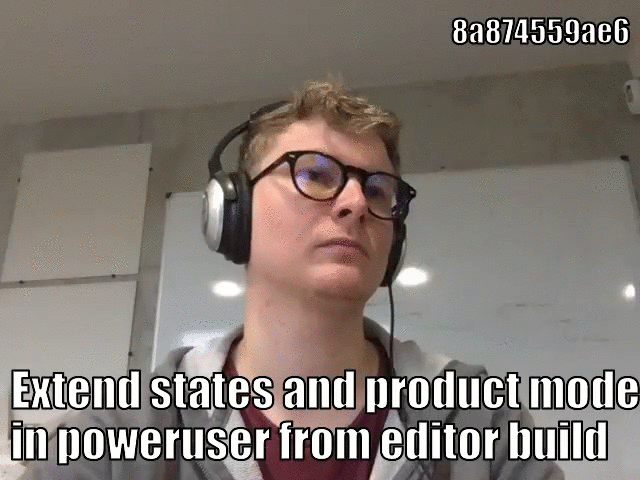 8a874559ae6
Extend states and product mode
in poweruser from editor build